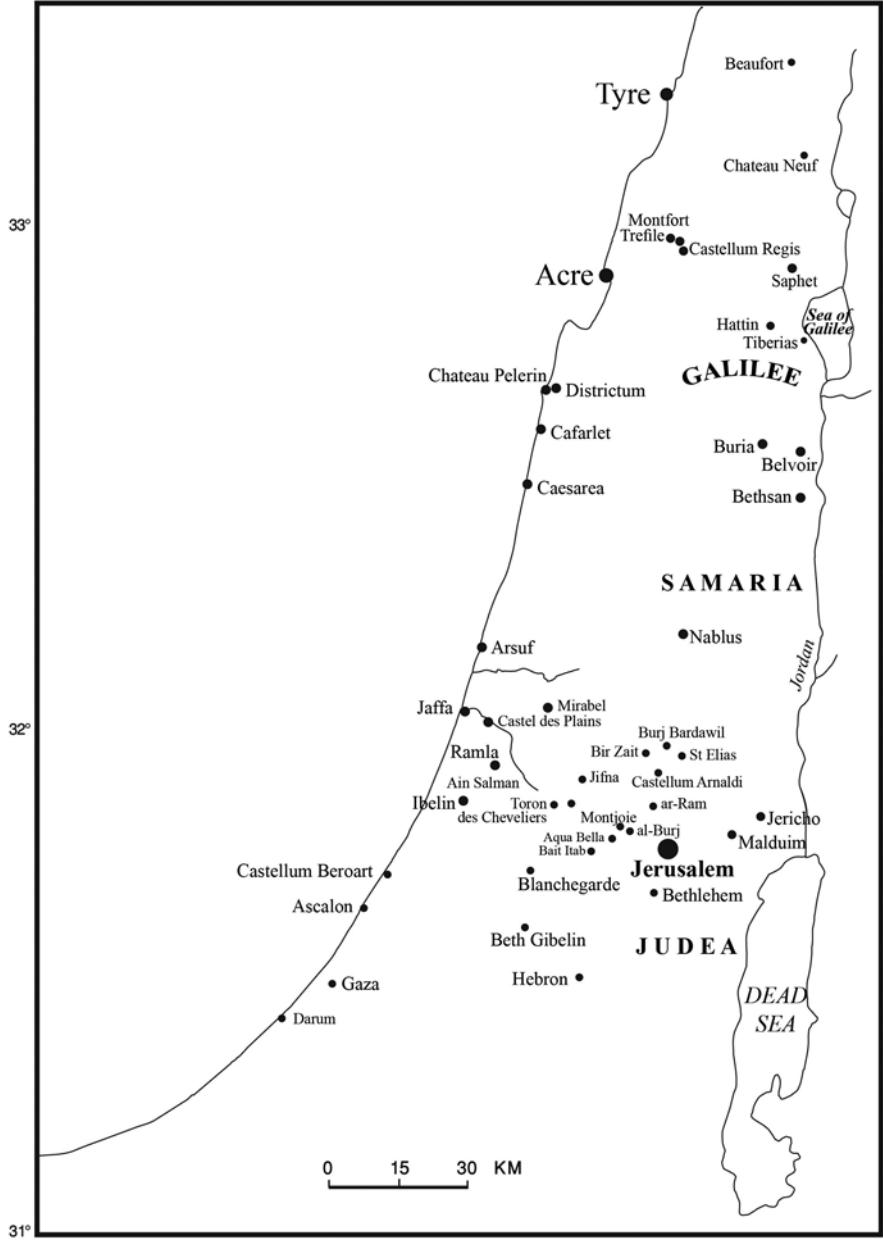 Beaufort
Tyre
Chateau Neuf
33°
Montfort
Trefile
Castellum Regis
Acre
Saphet
Sea of
Galilee
Hattin
Tiberias
GALILEE
Chateau Pelerin
Districtum
Cafarlet
Buria
Belvoir
Caesarea
Bethsan
SAMARIA
Nablus
Arsuf
Jordan
Jaffa
Mirabel
Castel des Plains
32°
Burj Bardawil
Ramla
Bir Zait
St Elias
Ain Salman
Jifna
Castellum Arnaldi
Ibelin
Toron
des Cheveliers
ar-Ram
Montjoie
Jericho
al-Burj
Aqua Bella
Malduim
Bait Itab
Jerusalem
Castellum Beroart
Blanchegarde
Bethlehem
Ascalon
Beth Gibelin
JUDEA
Hebron
Gaza
DEAD
SEA
Darum
0 15 30 KM
31°